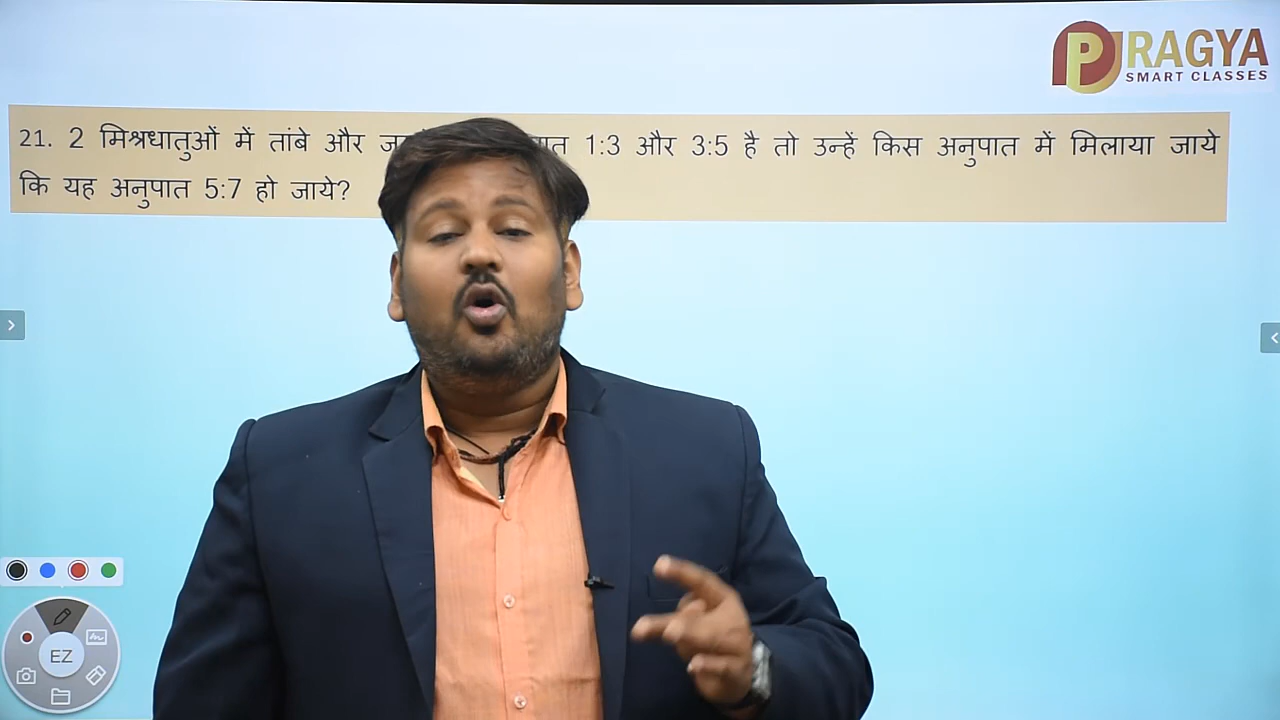 PRAGYA
SMART CLASSES
21. 2 मिश्रधातुओं में तांबे और 1:3 और 3:5 है तो उन्हें किस अनुपात में मिलाया जाये
कि यह अनुपात 5:7 हो जाये?
EZ